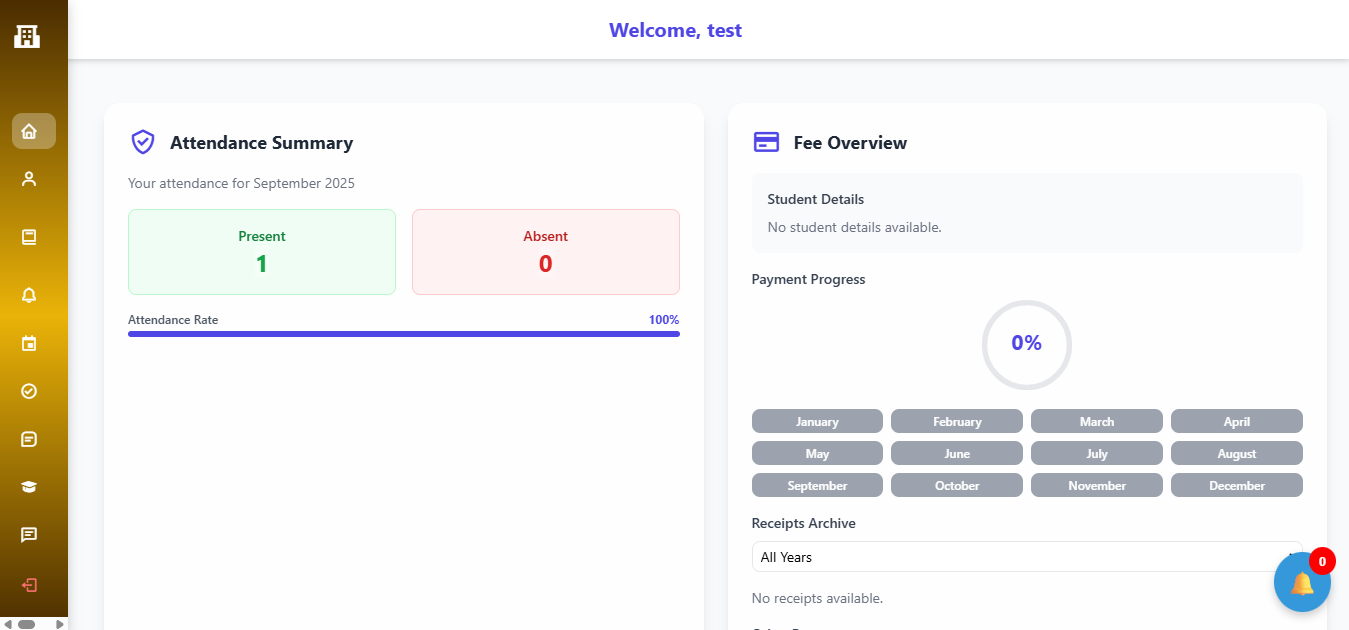 Welcome, test
Attendance Summary
Your attendance for September 2025
Present
1
Absent
0
Attendance Rate
100%
Fee Overview
Student Details
No student details available.
Payment Progress
0%
January
February
March
April
May
June
July
August
September
October
November
December
Receipts Archive
All Years
0
No receipts available.